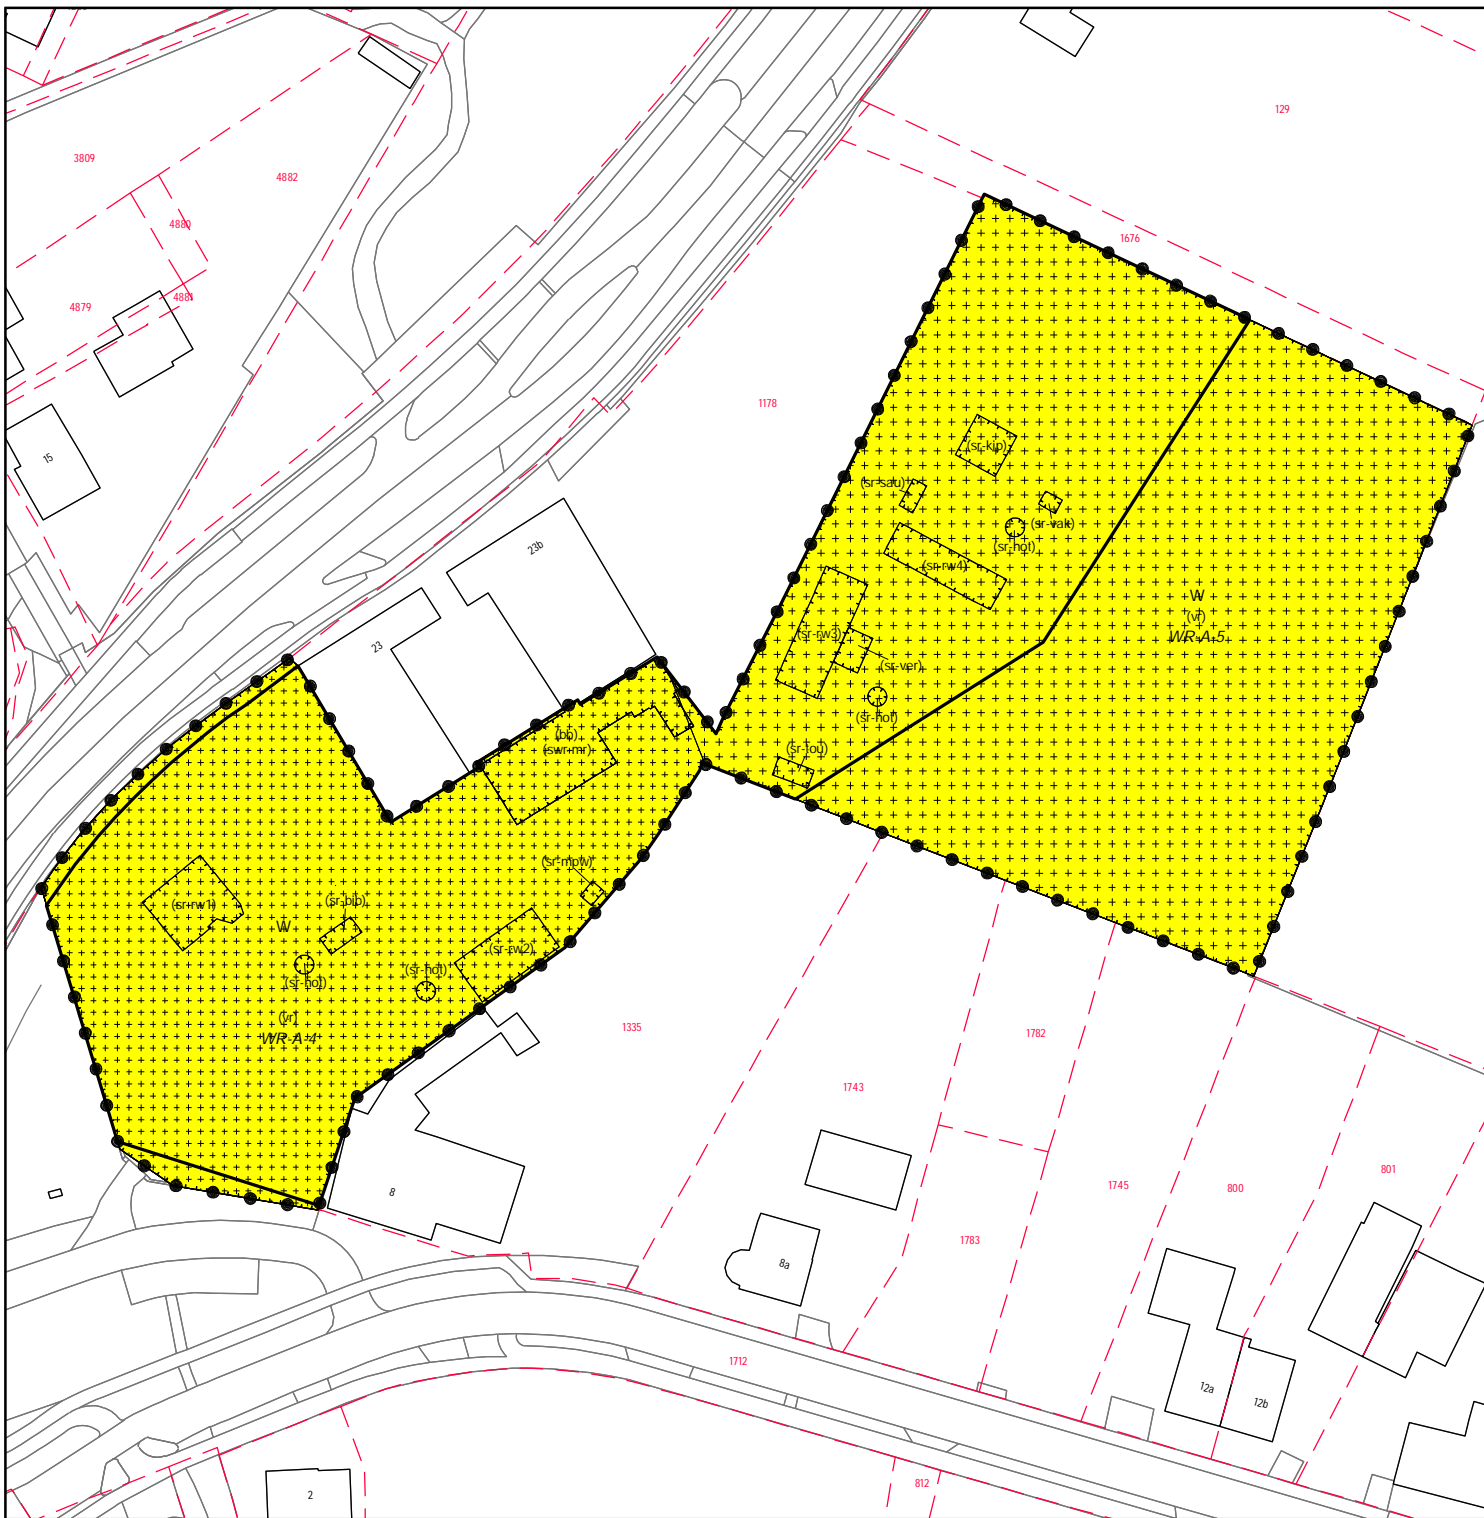 129
3809
4882
4880
1676
4879
4881
1178
15
(sr-kip)
(sr-sau)
(sr-vak)
23b
(sr-hot)
(sr-rw4)
W
(vr)
WR-A-5
(sr-rw3)
23
(sr-ver)
(sr-hot)
(bb)
(swr-mr)
(sr-tou)
(sr-mpw)
(sr-bib)
(sr-rw1)
W
(sr-rw2)
(sr-hot)
(sr-hot)
(vr)
WR-A-4
1335
1782
1743
801
1745
800
8
1783
8a
1712
12a
12b
812
2